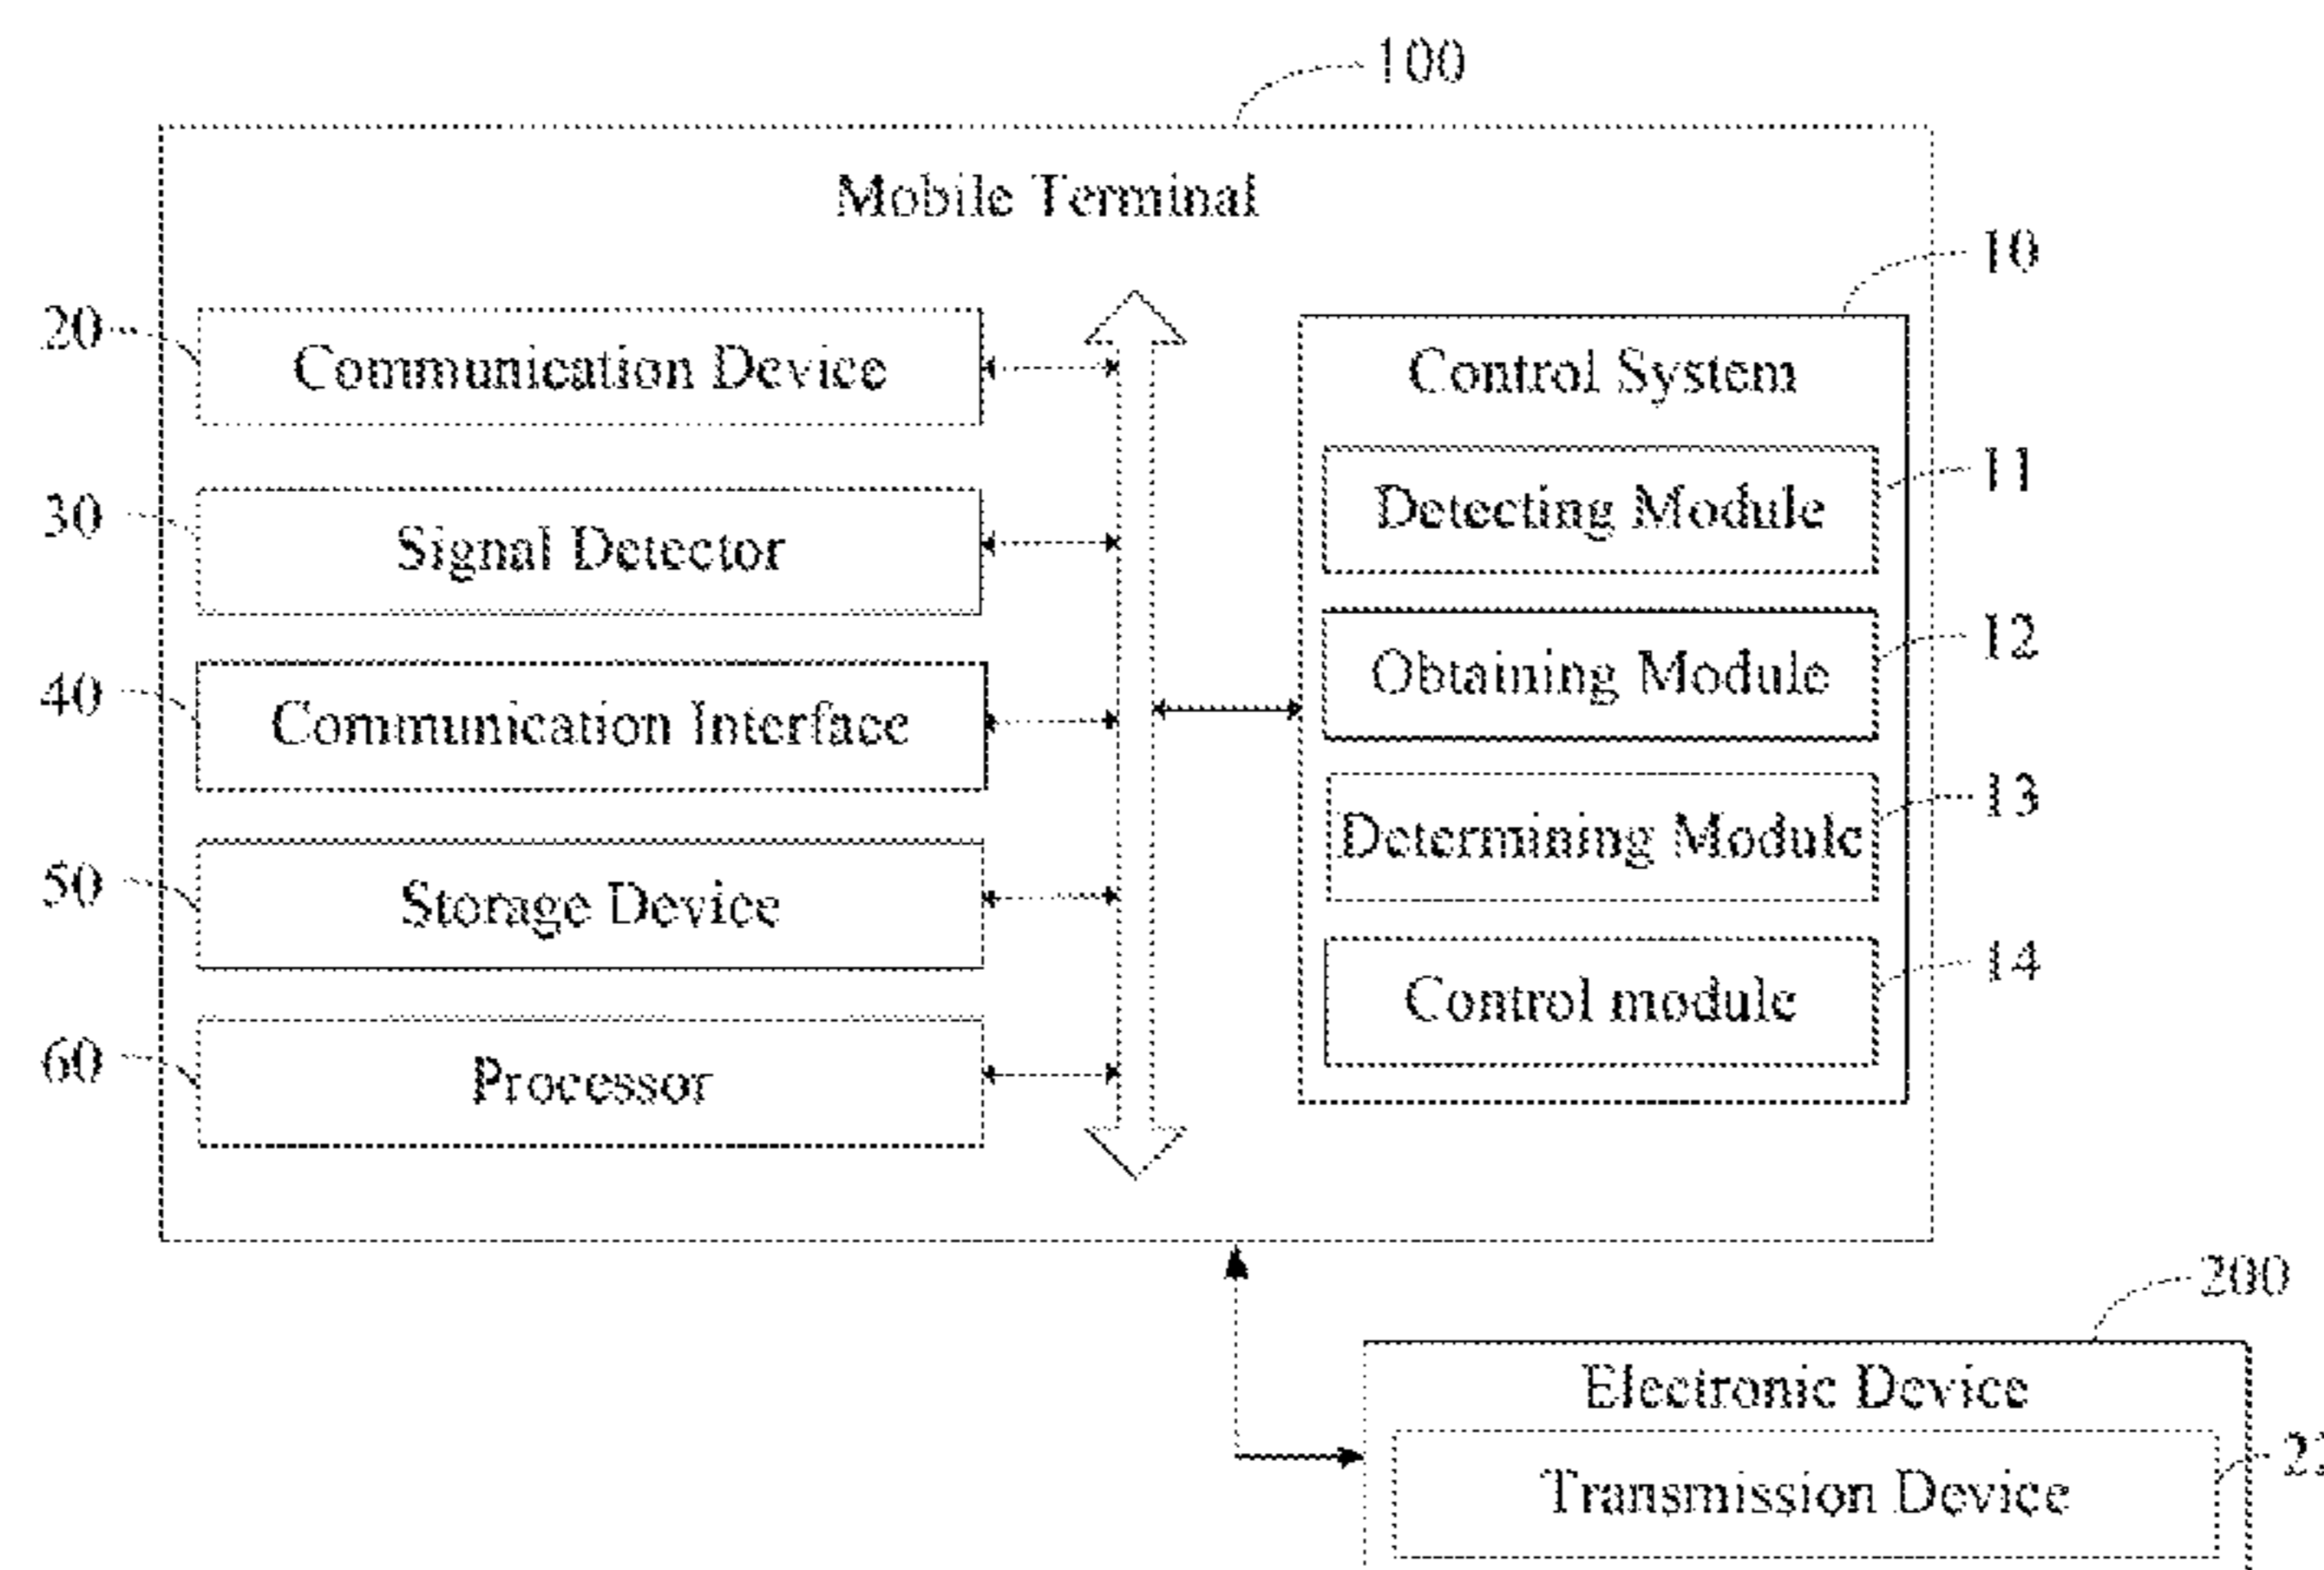 100
Mobile Terminal
10
20
Communication Device
Control System
11
30
Signal Detector
Detecting Module
12
40
Communication Interface
Obtaining Module
13
50
Storage Device
Determining Module
14
60
Processor
Control module
200
Electronic Device
Transmission Device